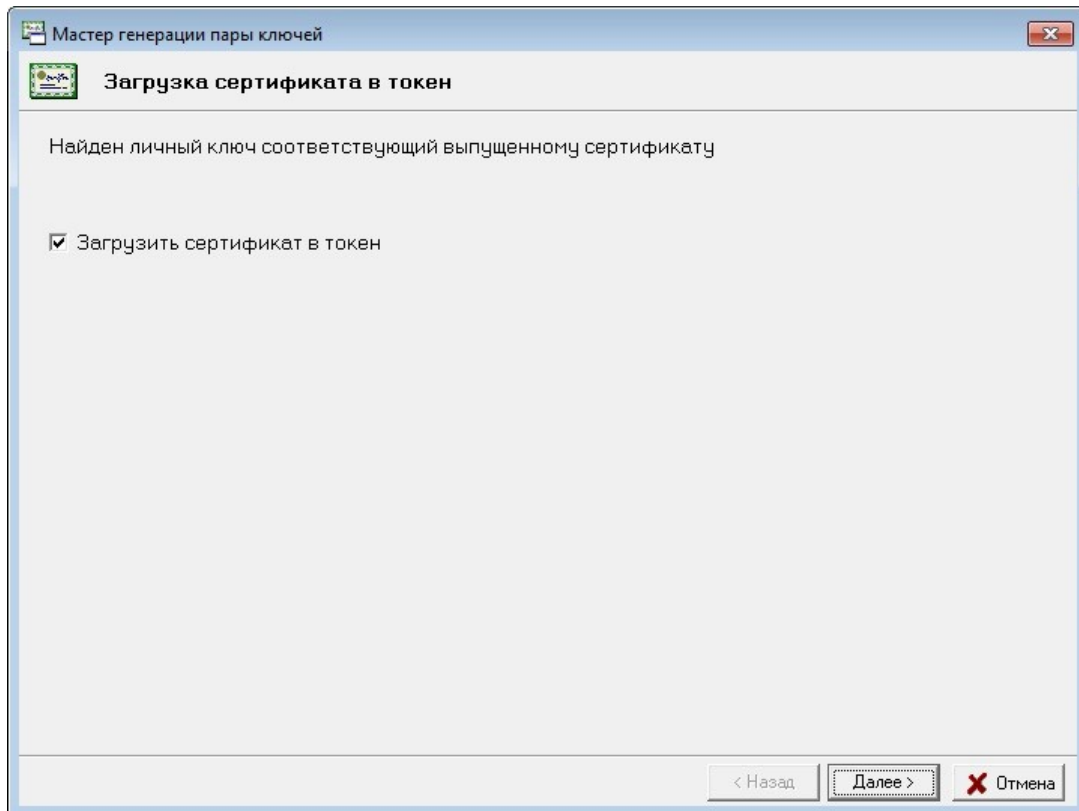 Мастер генерации пары ключей
Загрузка сертификата в токен
Найден личный ключ соответствующий выпущенному сертификату
Загрузить сертификат в токен
< Назад
Далее >
Отмена